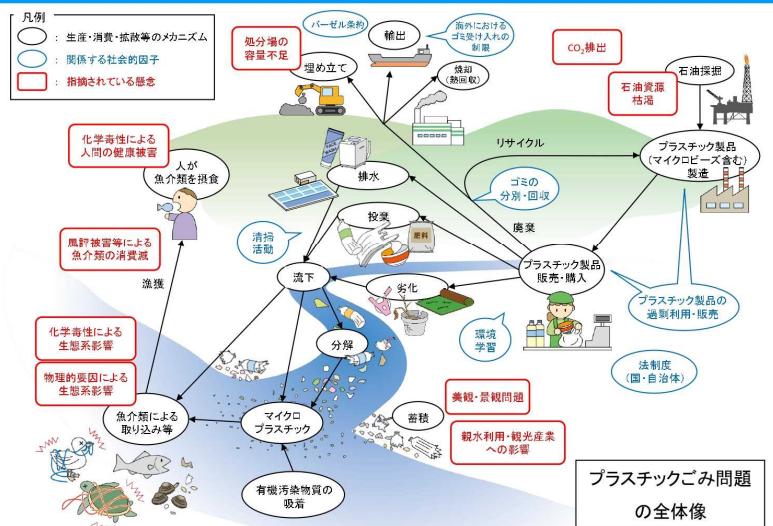 凡例
：生産・消費・拡散等のメカニズム
：関係する社会的因子
：指摘されている懸念
バーゼル条約
輸出
海外における
ゴミ受け入れの
制限
CO2排出
処分場の
容量不足
埋め立て
焼却
(熱回収)
石油採掘
石油資源
枯渇
化学毒性による
人間の健康被害
人が
魚介類を摂食
リサイクル
プラスチック製品
(マイクロビーズ含む)
製造
排水
ゴミの
分別・回収
投棄
肥料
廃棄
風評被害等による
魚介類の消費減
清掃
活動
漁獲
流下
劣化
プラスチック製品
販売・購入
プラスチック製品の
過剰利用・販売
化学毒性による
生態系影響
分解
環境
学習
法制度
(国・自治体)
物理的要因による
生態系影響
魚介類による
取り込み等
マイクロ
プラスチック
蓄積
美観・景観問題
親水利用・観光産業
への影響
有機汚染物質の
吸着
プラスチックごみ問題
の全体像